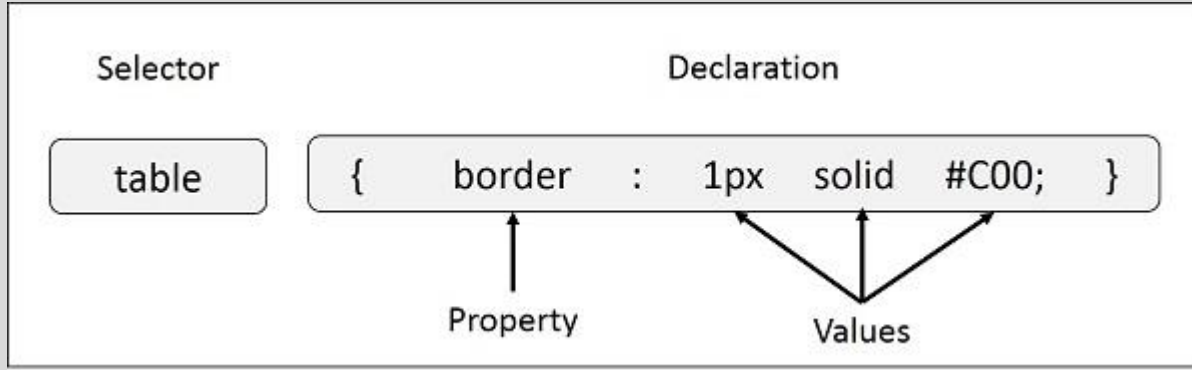 Selector Declaration
table { border : 1px solid #C00; }
Property Values